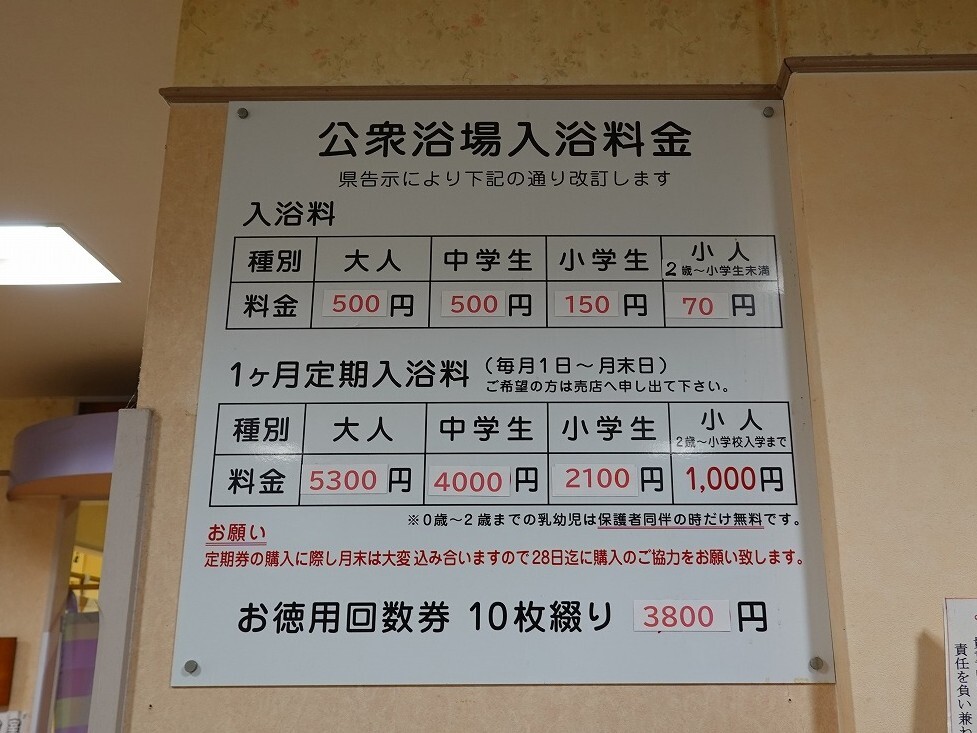 公衆浴場入浴料金
県告示により下記の通り改訂します
入浴料
種別 大人 中学生 小学生 小人 2歳～小学生未満
料金 500円 500円 150円 70円
1ヶ月定期入浴料 (毎月1日～月末日)
ご希望の方は売店へ申し出て下さい。
種別 大人 中学生 小学生 小人 2歳～小学校入学まで
料金 5300円 4000円 2100円 1,000円
※0歳～2歳までの乳幼児は保護者同伴の時だけ無料です。
お願い
定期券の購入に際し月末は大変込み合いますので28日迄に購入のご協力をお願い致します。
お徳用回数券 10枚綴り 3800円
責任を負い兼